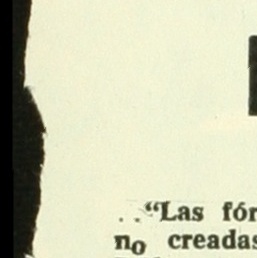 . . “Las fór
no creadas